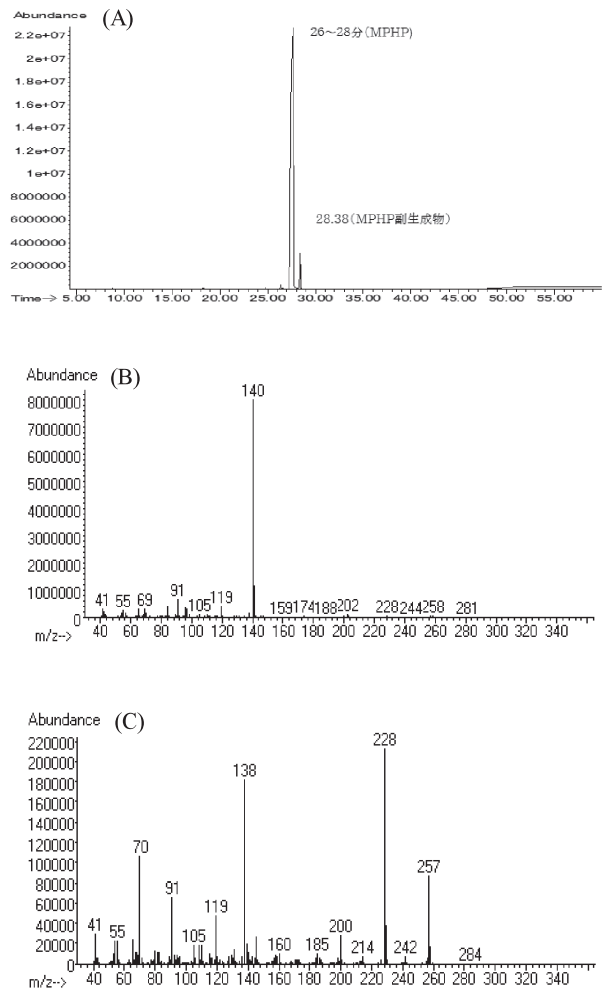 Abundance
(A)
26～28分(MPHP)
2.2e+07
2e+07
1.8e+07
1.6e+07
1.4e+07
1.2e+07
1e+07
8000000
28.38(MPHP副生成物)
6000000
4000000
2000000
Time-> 5.00 10.00 15.00 20.00 25.00 30.00 35.00 40.00 45.00 50.00 55.00
Abundance (B)
140
8000000
7000000
6000000
5000000
4000000
3000000
2000000
1000000
0
41 55 69 91 105 119 159 174 188 202 228 244 258 281
40 60 80 100 120 140 160 180 200 220 240 260 280 300 320 340
m/z-->
Abundance (C)
220000
200000
180000
160000
140000
120000
100000
80000
60000
40000
20000
0
41 55 70 91 105 119 138 160 185 200 214 228 242 257 284
40 60 80 100 120 140 160 180 200 220 240 260 280 300 320 340
m/z-->